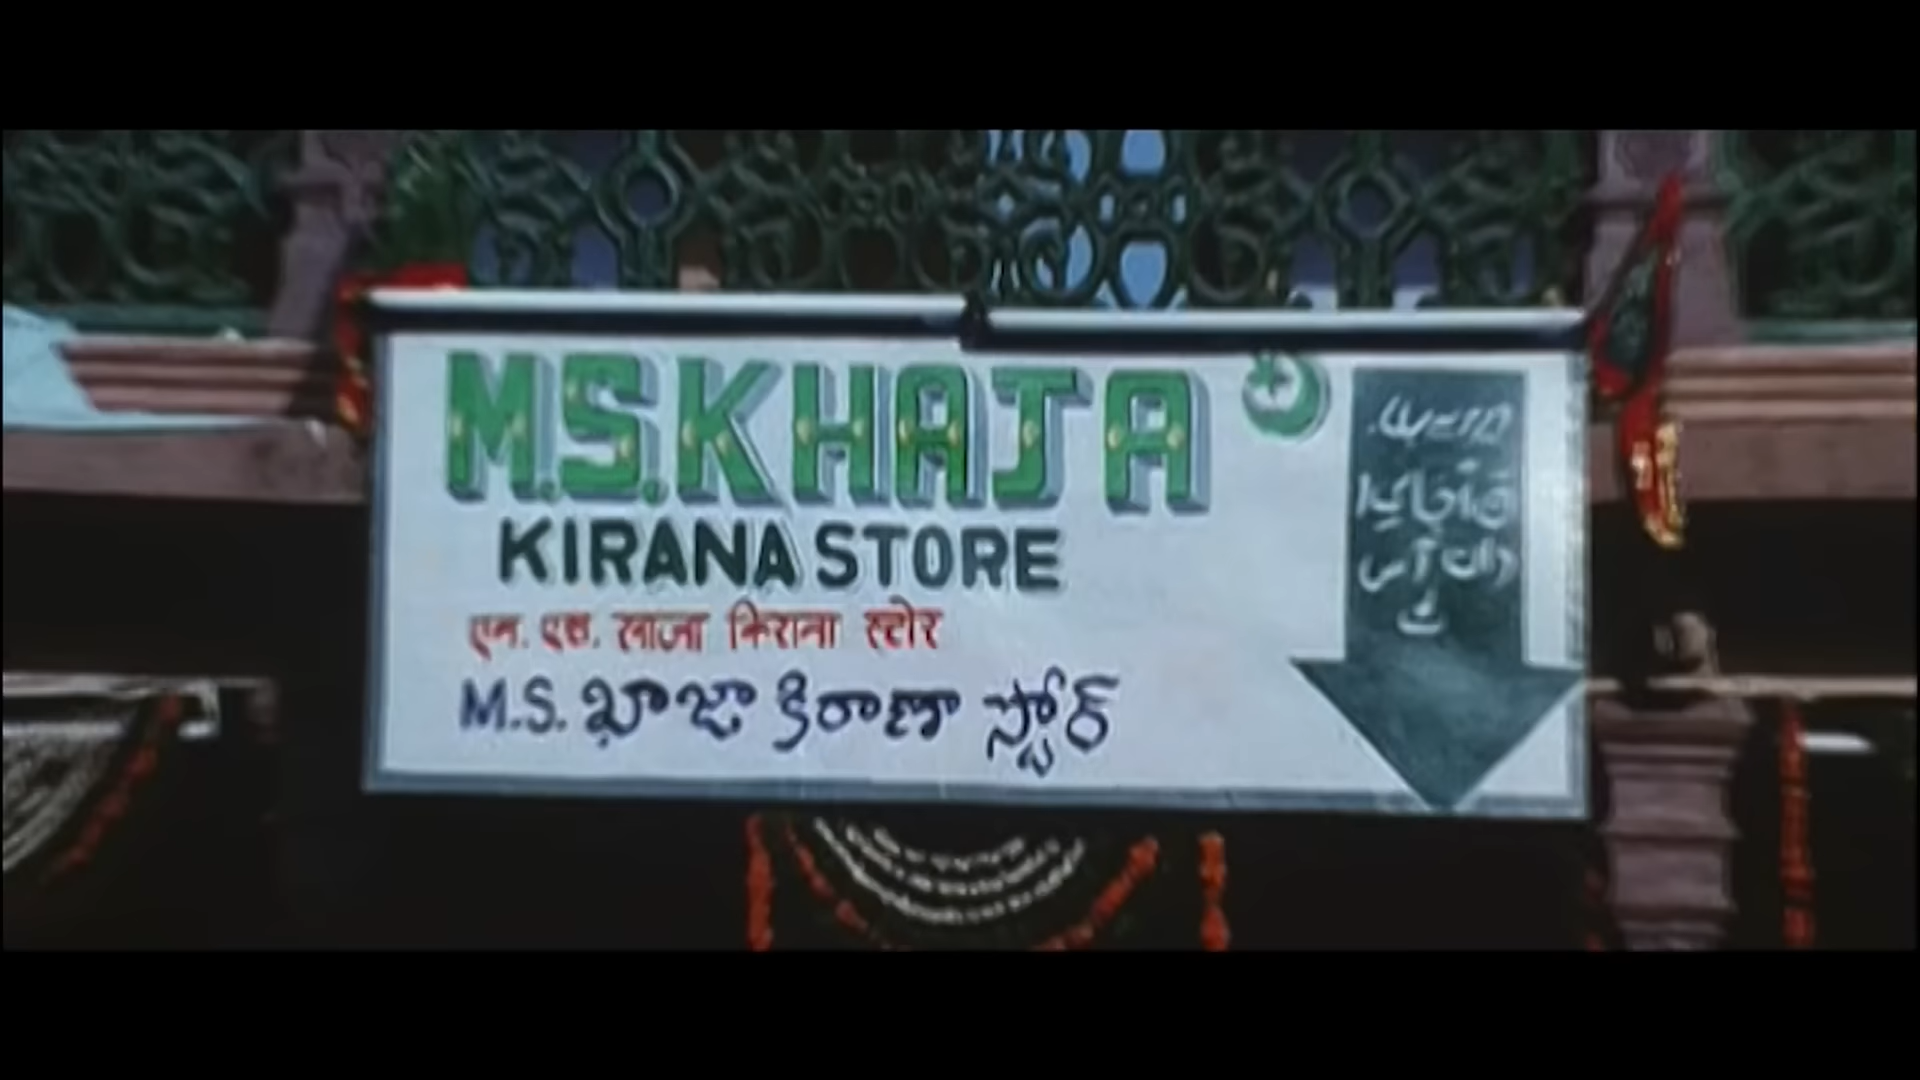 M.S.KHAJA
KIRANA STORE
एम. एस. खाजा किराना स्टोर
M.S. ఖాజా కిరాణా స్టోర్